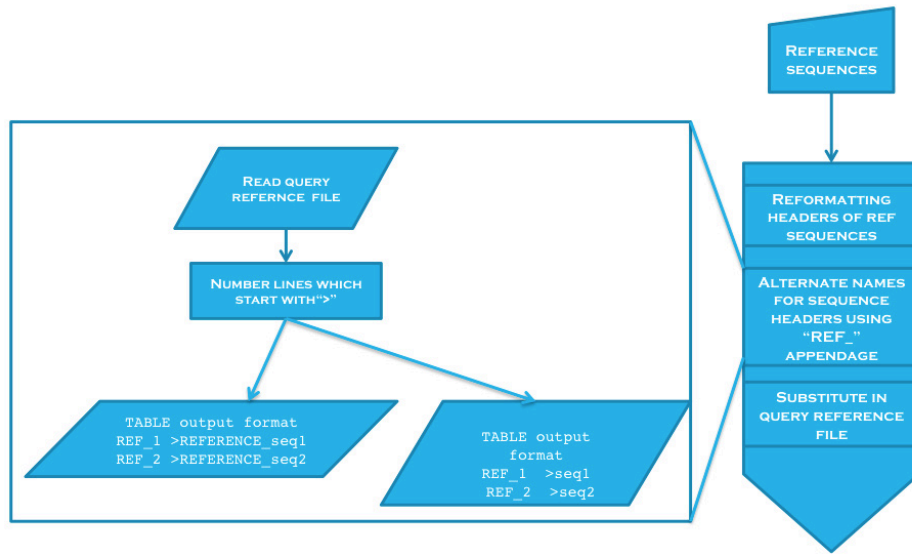 REFERENCE
SEQUENCES
REFORMATTING
HEADERS OF REF
SEQUENCES
ALTERNATE NAMES
FOR SEQUENCE
HEADERS USING
“REF_”
APPENDAGE
SUBSTITUTE IN
QUERY REFERENCE
FILE
READ QUERY
REFERNCE FILE
NUMBER LINES WHICH
START WITH“>”
TABLE output format
REF_1 >REFERENCE_seq1
REF_2 >REFERENCE_seq2
TABLE output
format
REF_1 >seq1
REF_2 >seq2